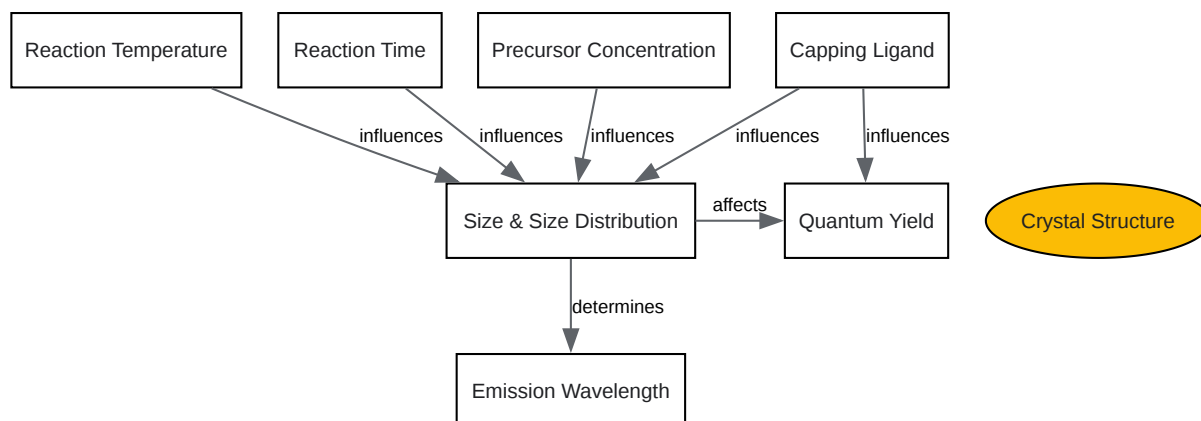 Reaction Temperature
Reaction Time
Precursor Concentration
Capping Ligand
influences
influences
influences
influences
influences
Size & Size Distribution
affects
Quantum Yield
Crystal Structure
determines
Emission Wavelength